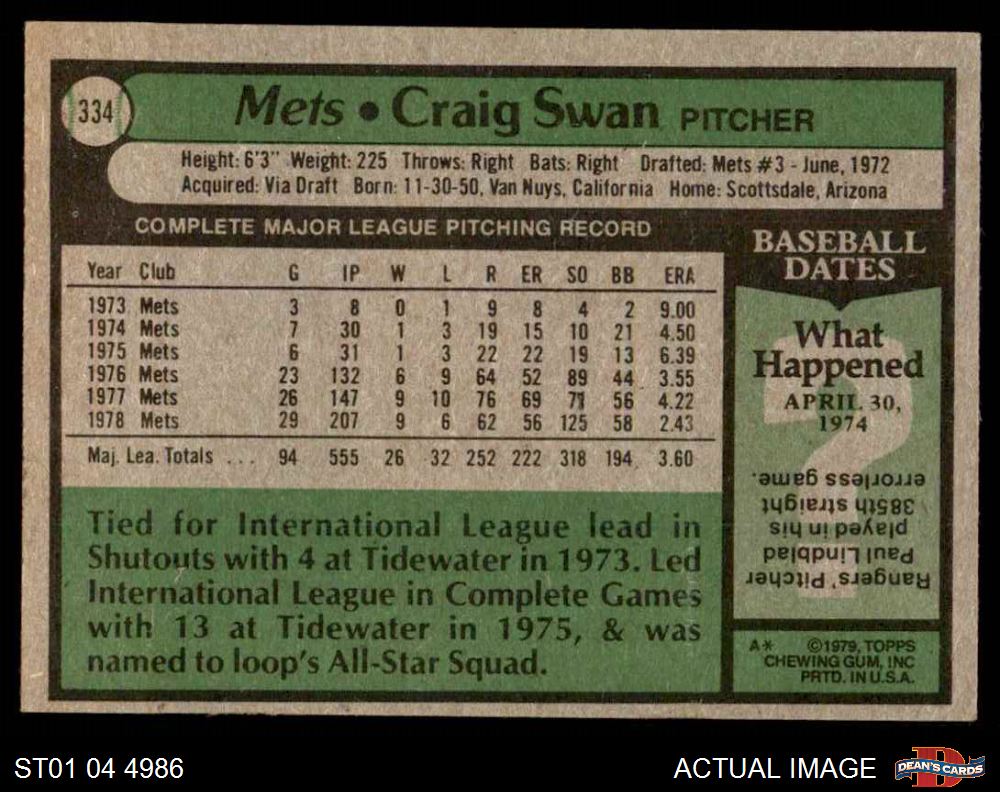 334
Mets • Craig Swan PITCHER
Height: 6'3" Weight: 225 Throws: Right Bats: Right Drafted: Mets #3 - June, 1972
Acquired: Via Draft Born: 11-30-50, Van Nuys, California Home: Scottsdale, Arizona
COMPLETE MAJOR LEAGUE PITCHING RECORD
Year Club G IP W L R ER SO BB ERA
1973 Mets 3 8 0 1 9 8 4 2 9.00
1974 Mets 7 30 1 3 19 15 10 21 4.50
1975 Mets 6 31 1 3 22 22 19 13 6.39
1976 Mets 23 132 6 9 64 52 89 44 3.55
1977 Mets 26 147 9 10 76 69 71 56 4.22
1978 Mets 29 207 9 6 62 56 125 58 2.43
Maj. Lea. Totals ... 94 555 26 32 252 222 318 194 3.60
Tied for International League lead in
Shutouts with 4 at Tidewater in 1973. Led
International League in Complete Games
with 13 at Tidewater in 1975, & was
named to loop's All-Star Squad.
BASEBALL
DATES
What
Happened
APRIL 30,
1974
?
Rangers' Pitcher
Paul Lindblad
played in his
385th straight
errorless game.
A* ©1979, TOPPS
CHEWING GUM, INC
PRTD. IN U.S.A.
ST01 04 4986
ACTUAL IMAGE
D
DEAN'S CARDS